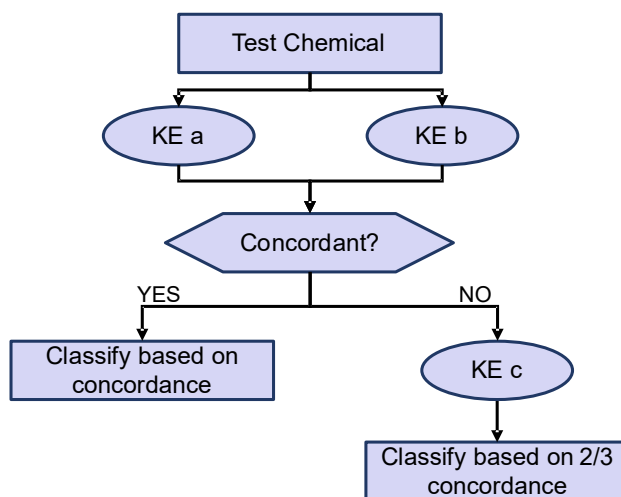 Test Chemical
KE a
KE b
Concordant?
YES
NO
Classify based on
concordance
KE c
Classify based on 2/3
concordance